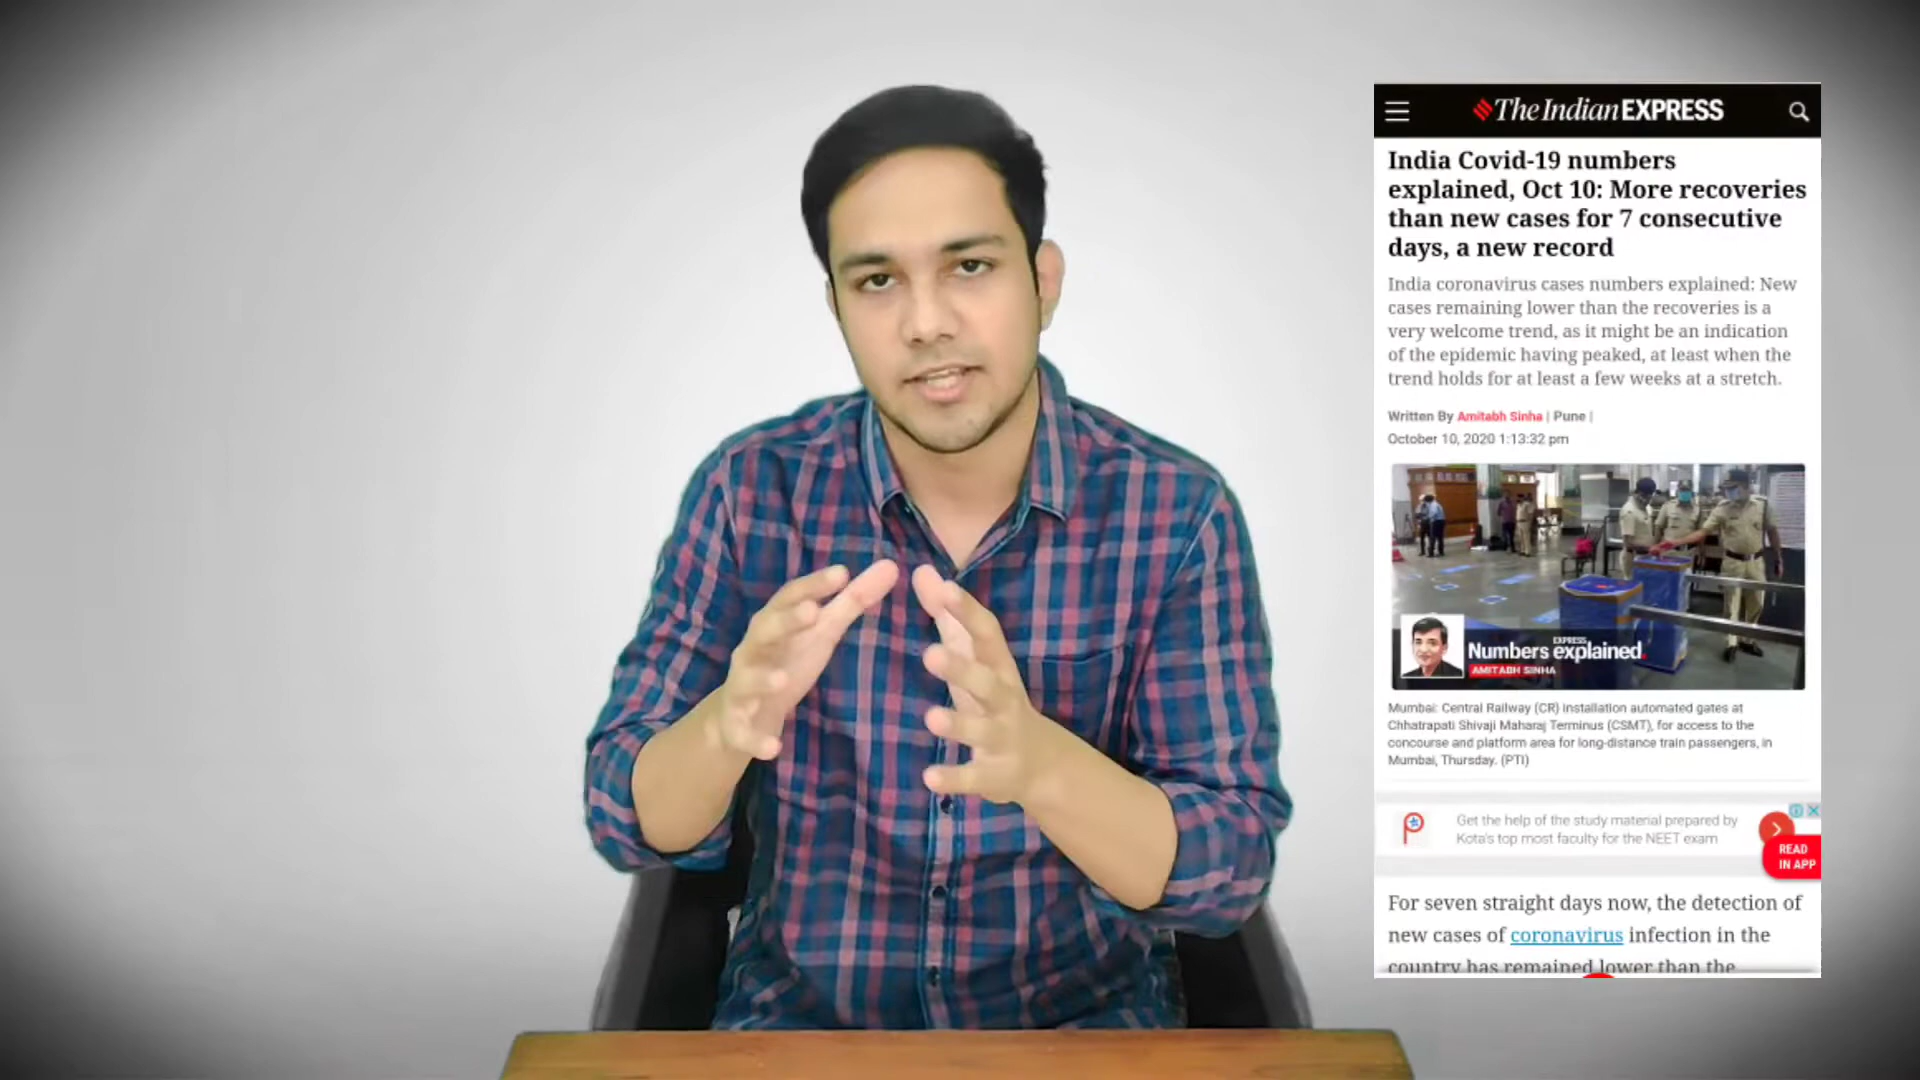 The Indian EXPRESS
India Covid-19 numbers
explained, Oct 10: More recoveries
than new cases for 7 consecutive
days, a new record
India coronavirus cases numbers explained: New
cases remaining lower than the recoveries is a
very welcome trend, as it might be an indication
of the epidemic having peaked, at least when the
trend holds for at least a few weeks at a stretch.
Written By Amitabh Sinha | Pune |
October 10, 2020 1:13:32 pm
EXPRESS
Numbers explained.
AMITABH SINHA
Mumbai: Central Railway (CR) installation automated gates at
Chhatrapati Shivaji Maharaj Terminus (CSMT), for access to the
concourse and platform area for long-distance train passengers, in
Mumbai, Thursday. (PTI)
Get the help of the study material prepared by
Kota's top most faculty for the NEET exam
READ
IN APP
For seven straight days now, the detection of
new cases of coronavirus infection in the
country has remained lower than the